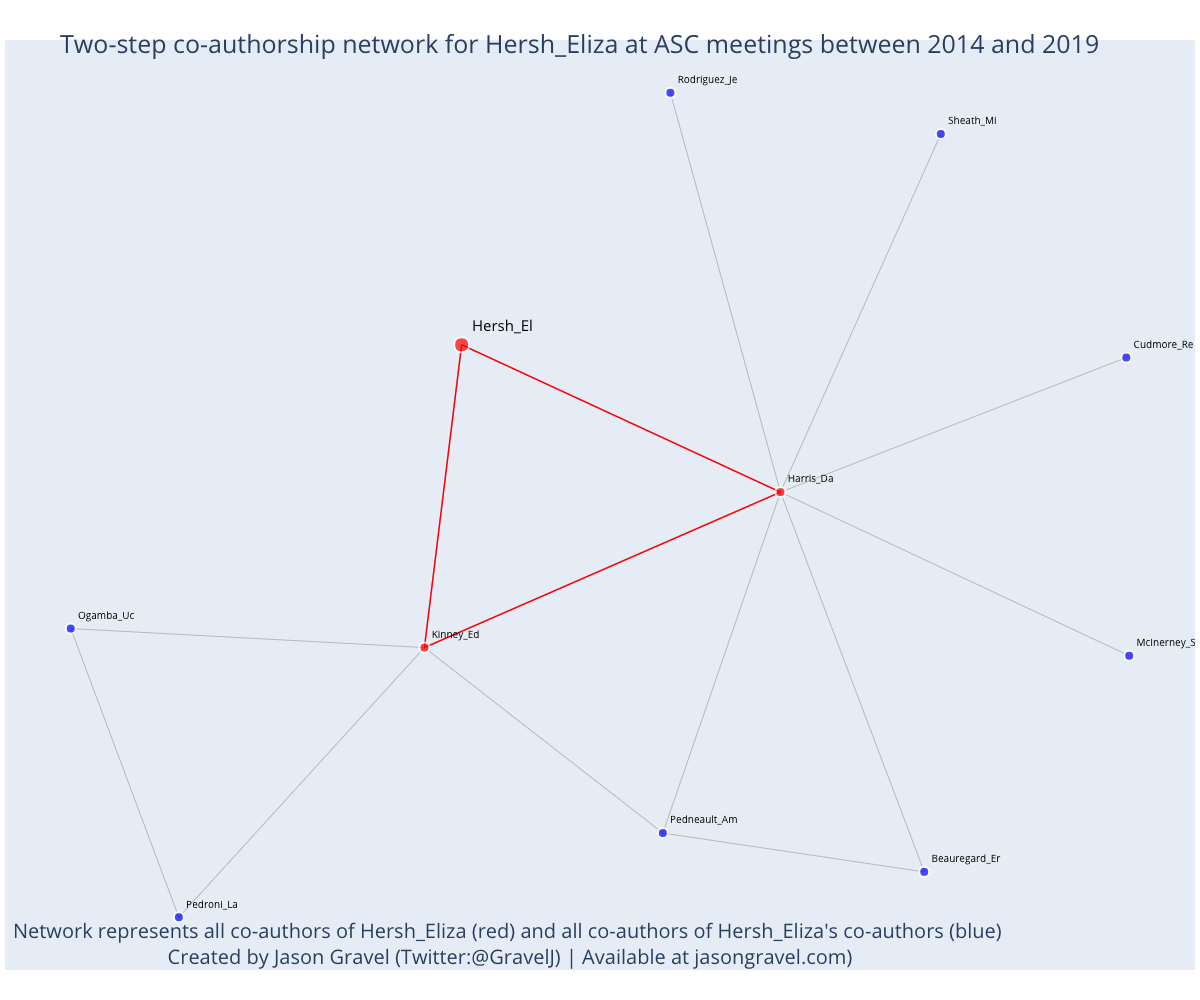 Two-step co-authorship network for Hersh_Eliza at ASC meetings between 2014 and 2019
Rodriguez_Je
Sheath_Mi
Hersh_El
Cudmore_Re
Harris_Da
Ogamba_Uc
Kinney_Ed
McInerney_S
Pedneault_Am
Beauregard_Er
Pedroni_La
Network represents all co-authors of Hersh_Eliza (red) and all co-authors of Hersh_Eliza's co-authors (blue)
Created by Jason Gravel (Twitter:@GravelJ) | Available at jasongravel.com)